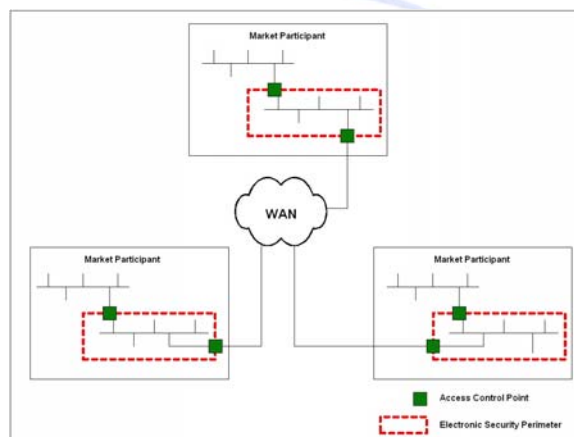 Market Participant
WAN
Market Participant
Market Participant
Access Control Point
Electronic Security Perimeter